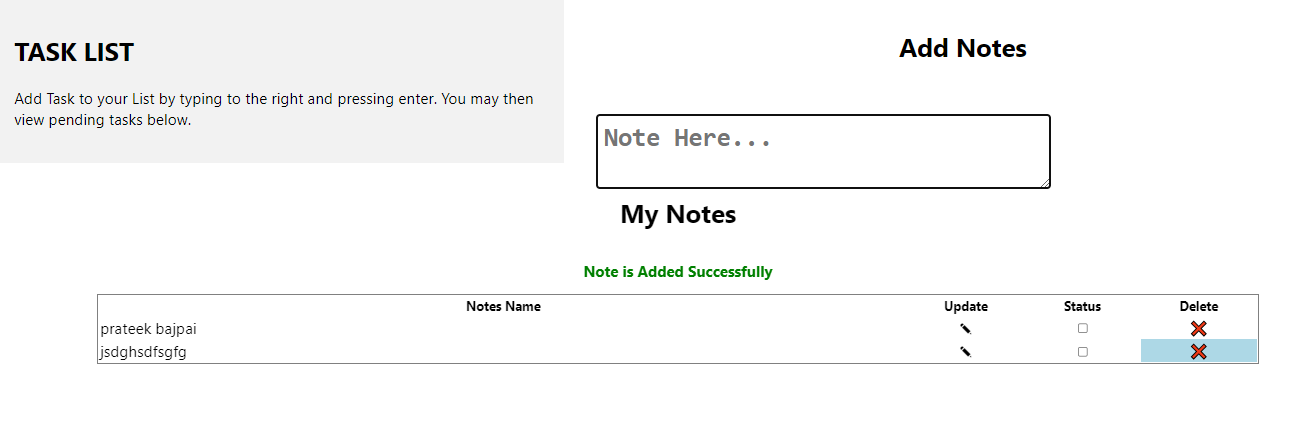 TASK LIST
Add Task to your List by typing to the right and pressing enter. You may then
view pending tasks below.
Add Notes
Note Here...
My Notes
Note is Added Successfully
Notes Name Update Status Delete
prateek bajpai
jsdghsdfsgfg